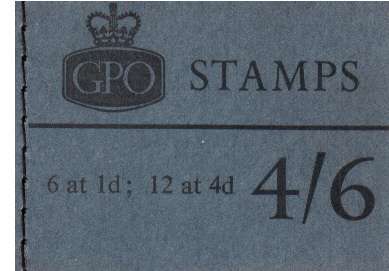 GPO STAMPS
6 at 1d; 12 at 4d 4/6